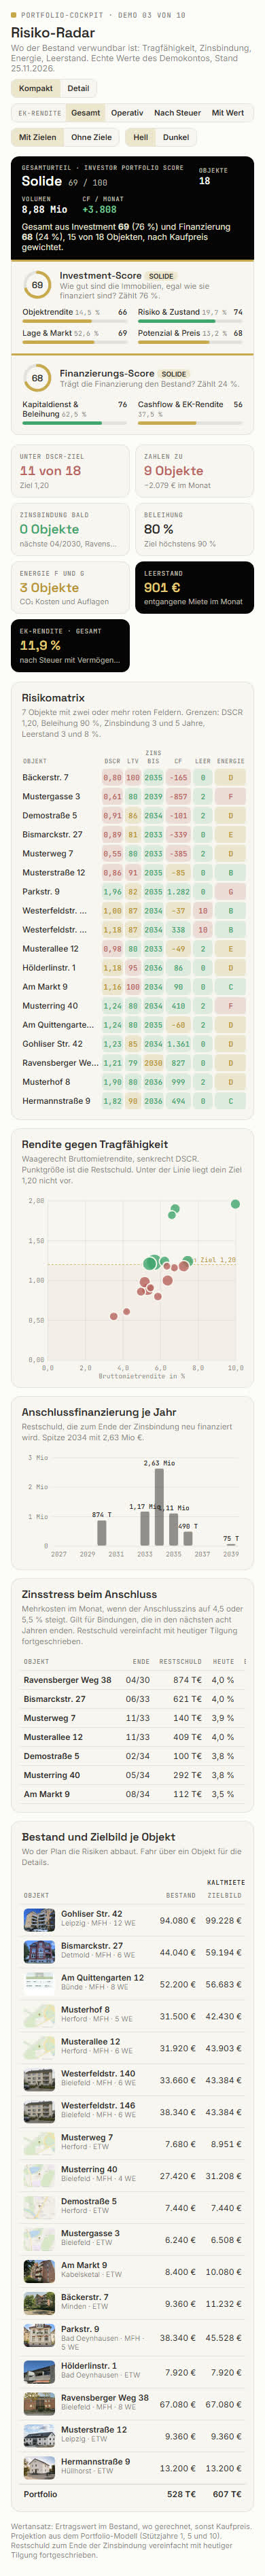 PORTFOLIO-COCKPIT · DEMO 03 VON 10
Risiko-Radar
Wo der Bestand verwundbar ist: Tragfähigkeit, Zinsbindung,
Energie, Leerstand. Echte Werte des Demokontos, Stand
25.11.2026.
Kompakt Detail
EK-RENDITE Gesamt Operativ Nach Steuer Mit Wert
Mit Zielen Ohne Ziele Hell Dunkel
GESAMTURTEIL · INVESTOR PORTFOLIO SCORE
Solide 69 / 100
OBJEKTE
18
VOLUMEN CF / MONAT
8,88 Mio +3.808
Gesamt aus Investment 69 (76 %) und Finanzierung
68 (24 %), 15 von 18 Objekten, nach Kaufpreis
gewichtet.
69 Investment-Score SOLIDE
Wie gut sind die Immobilien, egal wie sie
finanziert sind? Zählt 76 %.
Objektrendite 14,5 % 66 Risiko & Zustand 19,7 % 74
Lage & Markt 52,6 % 69 Potenzial & Preis 13,2 % 68
68 Finanzierungs-Score SOLIDE
Trägt die Finanzierung den Bestand? Zählt 24 %.
Kapitaldienst &
Beleihung 62,5 % 76
Cashflow & EK-Rendite 56
37,5 %
UNTER DSCR-ZIEL
11 von 18
Ziel 1,20
ZAHLEN ZU
9 Objekte
−2.079 € im Monat
ZINSBINDUNG BALD
0 Objekte
nächste 04/2030, Ravens...
BELEIHUNG
80 %
Ziel höchstens 90 %
ENERGIE F UND G
3 Objekte
CO₂ Kosten und Auflagen
LEERSTAND
901 €
entgangene Miete im Monat
EK-RENDITE · GESAMT
11,9 %
nach Steuer mit Vermögen...
Risikomatrix
7 Objekte mit zwei oder mehr roten Feldern. Grenzen: DSCR
1,20, Beleihung 90 %, Zinsbindung 3 und 5 Jahre,
Leerstand 3 und 8 %.
OBJEKT DSCR LTV ZINS BIS CF LEER ENERGIE
Bäckerstr. 7 0,80 100 2035 -165 0 D
Mustergasse 3 0,61 80 2039 -857 2 F
Demostraße 5 0,91 86 2034 -101 2 D
Bismarckstr. 27 0,89 81 2033 -339 0 E
Musterweg 7 0,55 80 2033 -385 2 D
Musterstraße 12 0,86 91 2035 -85 0 B
Parkstr. 9 1,96 82 2035 1.282 0 G
Westerfeldstr. ... 1,00 87 2034 -37 10 B
Westerfeldstr. ... 1,18 87 2034 338 10 B
Musterallee 12 0,98 80 2033 -49 2 E
Hölderlinstr. 1 1,18 95 2036 86 0 D
Am Markt 9 1,16 100 2034 90 0 C
Musterring 40 1,24 80 2034 410 2 F
Am Quittengarte... 1,24 80 2035 -60 2 D
Gohliser Str. 42 1,23 85 2034 1.361 0 D
Ravensberger We... 1,21 79 2030 827 0 D
Musterhof 8 1,90 80 2036 999 2 D
Hermannstraße 9 1,82 90 2036 494 0 C
Rendite gegen Tragfähigkeit
Waagerecht Bruttomietrendite, senkrecht DSCR.
Punktgröße ist die Restschuld. Unter der Linie liegt dein Ziel
1,20 nicht vor.
2,00
1,50
Ziel 1,20
1,00
0,50
0,00
0,0 2,0 4,0 6,0 8,0 10,0
Bruttomietrendite in %
Anschlussfinanzierung je Jahr
Restschuld, die zum Ende der Zinsbindung neu finanziert
wird. Spitze 2034 mit 2,63 Mio €.
3 Mio
2 Mio
1 Mio
0
874 T 1,17 Mio 2,63 Mio 1,11 Mio 490 T 75 T
2027 2029 2031 2033 2035 2037 2039
Zinsstress beim Anschluss
Mehrkosten im Monat, wenn der Anschlusszins auf 4,5 oder
5,5 % steigt. Gilt für Bindungen, die in den nächsten acht
Jahren enden. Restschuld vereinfacht mit heutiger Tilgung
fortgeschrieben.
OBJEKT ENDE RESTSCHULD HEUTE
Ravensberger Weg 38 04/30 874 T€ 4,0 %
Bismarckstr. 27 06/33 621 T€ 4,0 %
Musterweg 7 11/33 140 T€ 3,9 %
Musterallee 12 11/33 409 T€ 4,0 %
Demostraße 5 02/34 100 T€ 3,8 %
Musterring 40 05/34 292 T€ 3,8 %
Am Markt 9 08/34 112 T€ 3,5 %
Bestand und Zielbild je Objekt
Wo der Plan die Risiken abbaut. Fahr über ein Objekt für die
Details.
KALTMIETE
OBJEKT BESTAND ZIELBILD
Gohliser Str. 42 94.080 € 99.228 €
Leipzig · MFH · 12 WE
Bismarckstr. 27 44.040 € 59.194 €
Detmold · MFH · 6 WE
Am Quittengarten 12 52.200 € 56.683 €
Bünde · MFH · 8 WE
Musterhof 8 31.500 € 42.430 €
Herford · MFH · 5 WE
Musterallee 12 31.920 € 43.903 €
Herford · MFH · 6 WE
Westerfeldstr. 140 33.660 € 43.384 €
Bielefeld · MFH · 6 WE
Westerfeldstr. 146 38.340 € 43.384 €
Bielefeld · MFH · 6 WE
Musterweg 7 7.680 € 8.951 €
Herford · ETW
Musterring 40 27.420 € 31.208 €
Bielefeld · MFH · 4 WE
Demostraße 5 7.440 € 7.440 €
Herford · ETW
Mustergasse 3 6.240 € 6.508 €
Bielefeld · ETW
Am Markt 9 8.400 € 10.080 €
Kabelsketal · ETW
Bäckerstr. 7 9.360 € 11.232 €
Minden · ETW
Parkstr. 9 38.340 € 45.528 €
Bad Oeynhausen · MFH ·
5 WE
Hölderlinstr. 1 7.920 € 7.920 €
Bad Oeynhausen · ETW
Ravensberger Weg 38 67.080 € 67.080 €
Bielefeld · MFH · 8 WE
Musterstraße 12 9.360 € 9.360 €
Leipzig · ETW
Hermannstraße 9 13.200 € 13.200 €
Hüllhorst · ETW
Portfolio 528 T€ 607 T€
Wertansatz: Ertragswert im Bestand, wo gerechnet, sonst Kaufpreis.
Projektion aus dem Portfolio-Modell (Stützjahre 1, 5 und 10).
Restschuld zum Ende der Zinsbindung vereinfacht mit heutiger
Tilgung fortgeschrieben.